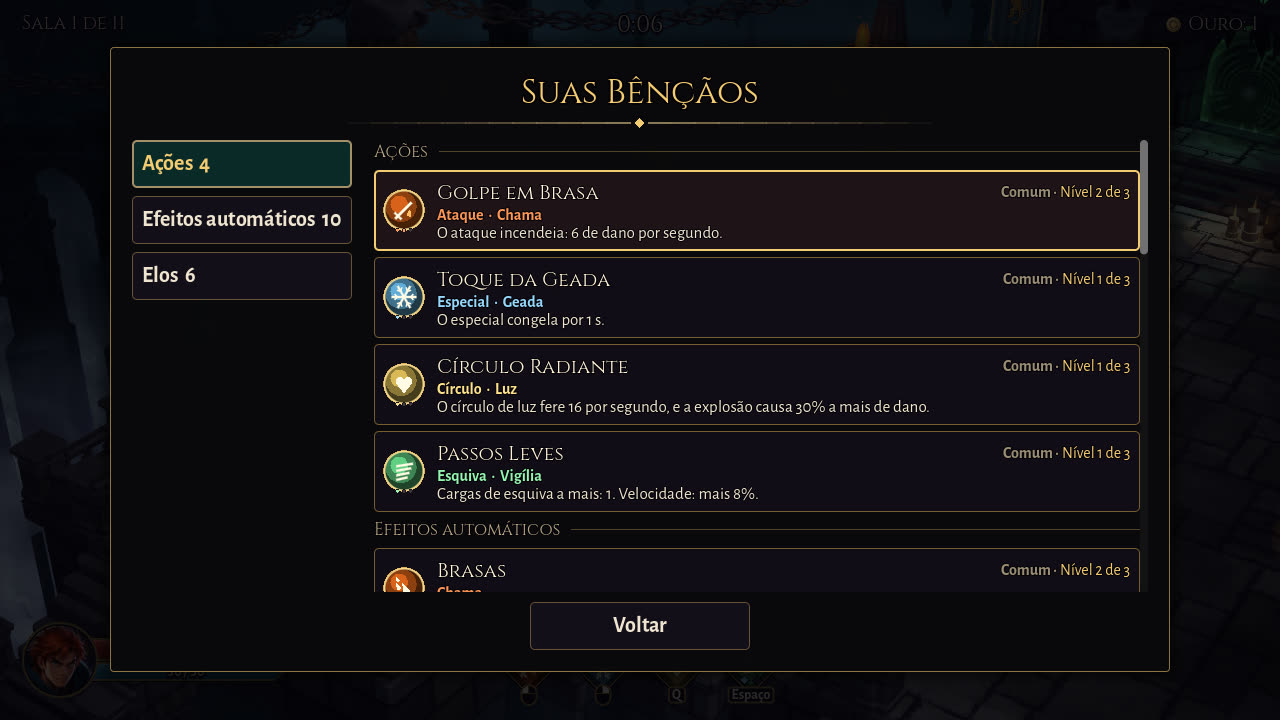 Sala 1 de 11
0:06
Ouro: 1
Suas Bênçãos
Ações 4
Efeitos automáticos 10
Elos 6
Ações
Golpe em Brasa
Comum · Nível 2 de 3
Ataque · Chama
O ataque incendeia: 6 de dano por segundo.
Toque da Geada
Comum · Nível 1 de 3
Especial · Geada
O especial congela por 1 s.
Círculo Radiante
Comum · Nível 1 de 3
Círculo · Luz
O círculo de luz fere 16 por segundo, e a explosão causa 30% a mais de dano.
Passos Leves
Comum · Nível 1 de 3
Esquiva · Vigília
Cargas de esquiva a mais: 1. Velocidade: mais 8%.
Efeitos automáticos
Brasas
Comum · Nível 2 de 3
Chama
Voltar
Q
Espaço